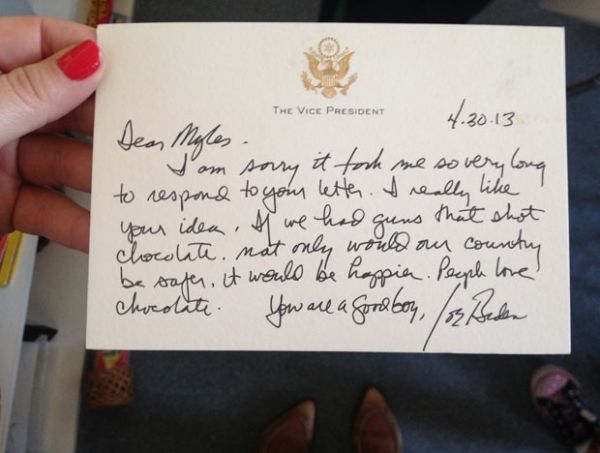 THE VICE PRESIDENT
4.30.13
Dear Myles.
I am sorry it took me so very long
to respond to your letter. I really like
your idea. If we had guns that shot
chocolate, not only would our country
be safer, it would be happier. People love
chocolate. You are a good boy, Joe Biden